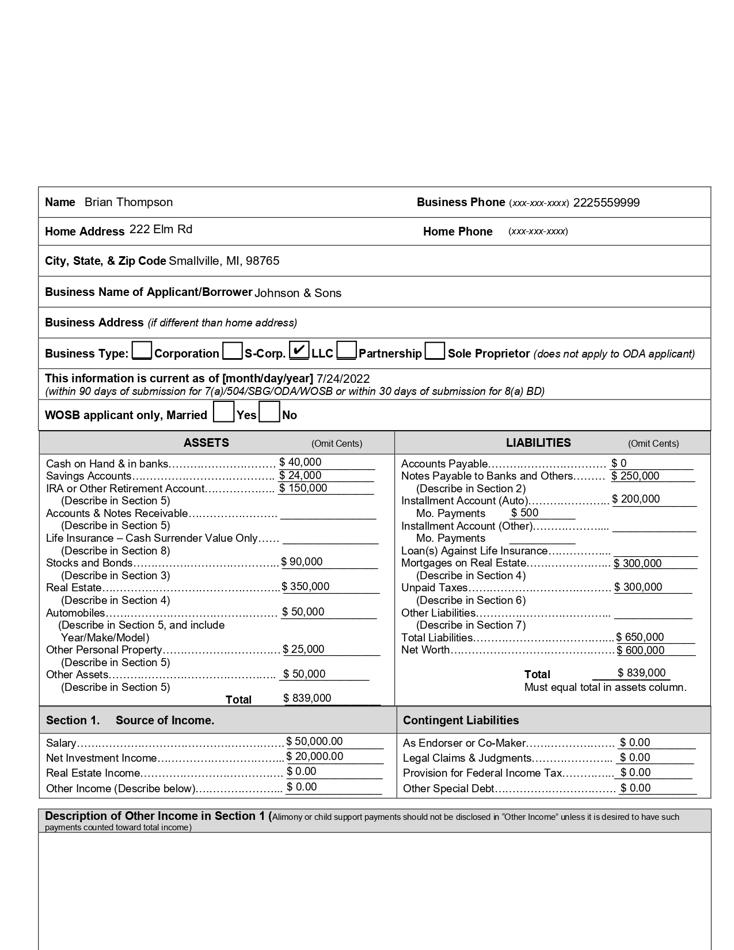 Name Brian Thompson Business Phone (xxx-xxx-xxxx) 2225559999
Home Address 222 Elm Rd Home Phone (xxx-xxx-xxxx)
City, State, & Zip Code Smallville, MI, 98765
Business Name of Applicant/Borrower Johnson & Sons
Business Address (if different than home address)
Business Type: Corporation S-Corp. ✔ LLC Partnership Sole Proprietor (does not apply to ODA applicant)
This information is current as of [month/day/year] 7/24/2022
(within 90 days of submission for 7(a)/504/SBG/ODA/WOSB or within 30 days of submission for 8(a) BD)
WOSB applicant only, Married Yes No
ASSETS (Omit Cents)
Cash on Hand & in banks………………………… $ 40,000
Savings Accounts…………………………………… $ 24,000
IRA or Other Retirement Account……………….. $ 150,000
(Describe in Section 5)
Accounts & Notes Receivable……………………
(Describe in Section 5)
Life Insurance – Cash Surrender Value Only……
(Describe in Section 8)
Stocks and Bonds…………………………………. $ 90,000
(Describe in Section 3)
Real Estate………………………………………….. $ 350,000
(Describe in Section 4)
Automobiles………………………………………… $ 50,000
(Describe in Section 5, and include
Year/Make/Model)
Other Personal Property…………………………… $ 25,000
(Describe in Section 5)
Other Assets………………………………………… $ 50,000
(Describe in Section 5)
Total $ 839,000
LIABILITIES (Omit Cents)
Accounts Payable…………………………… $ 0
Notes Payable to Banks and Others……… $ 250,000
(Describe in Section 2)
Installment Account (Auto)………………….. $ 200,000
Mo. Payments $ 500
Installment Account (Other)………………....
Mo. Payments
Loan(s) Against Life Insurance……………...
Mortgages on Real Estate…………………… $ 300,000
(Describe in Section 4)
Unpaid Taxes………………………………… $ 300,000
(Describe in Section 6)
Other Liabilities………………………………..
(Describe in Section 7)
Total Liabilities………………………………… $ 650,000
Net Worth……………………………………… $ 600,000
Total $ 839,000
Must equal total in assets column.
Section 1. Source of Income.
Salary………………………………………………… $ 50,000.00
Net Investment Income……………………………... $ 20,000.00
Real Estate Income…………………………………. $ 0.00
Other Income (Describe below)…………………….. $ 0.00
Contingent Liabilities
As Endorser or Co-Maker……………………. $ 0.00
Legal Claims & Judgments………………….. $ 0.00
Provision for Federal Income Tax…………… $ 0.00
Other Special Debt……………………………. $ 0.00
Description of Other Income in Section 1 (Alimony or child support payments should not be disclosed in "Other Income" unless it is desired to have such
payments counted toward total income)